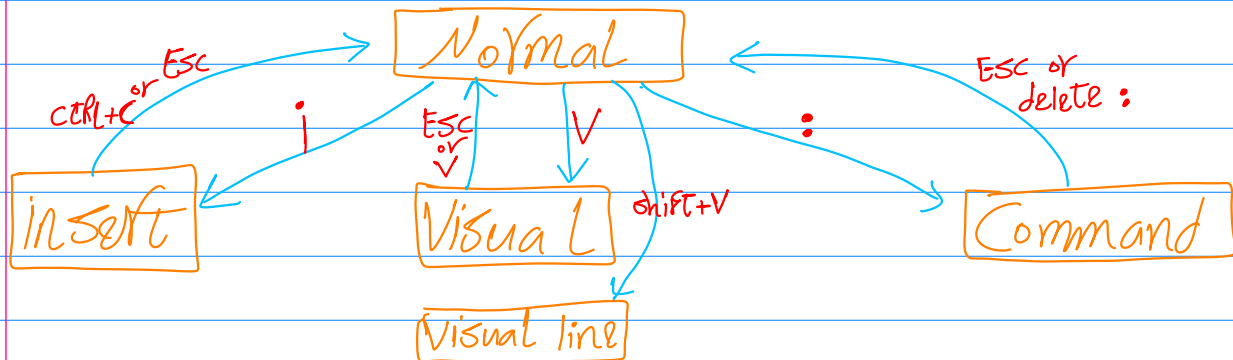 Normal
ESC
or
Ctrl+C
i
ESC
or
V
V
shift+V
:
ESC or
delete :
insert
Visual
Command
Visual line